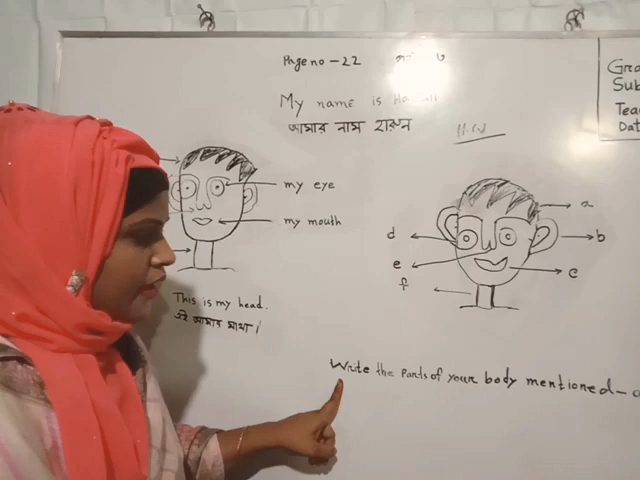 Page no - 22
My name is
আমার নাম হারুন
H.W
Gra
Sub
Tea
Dat
my eye
my mouth
This is my head.
এই আমার মাথা।
a
b
c
d
e
f
Write the parts of your body mentioned -